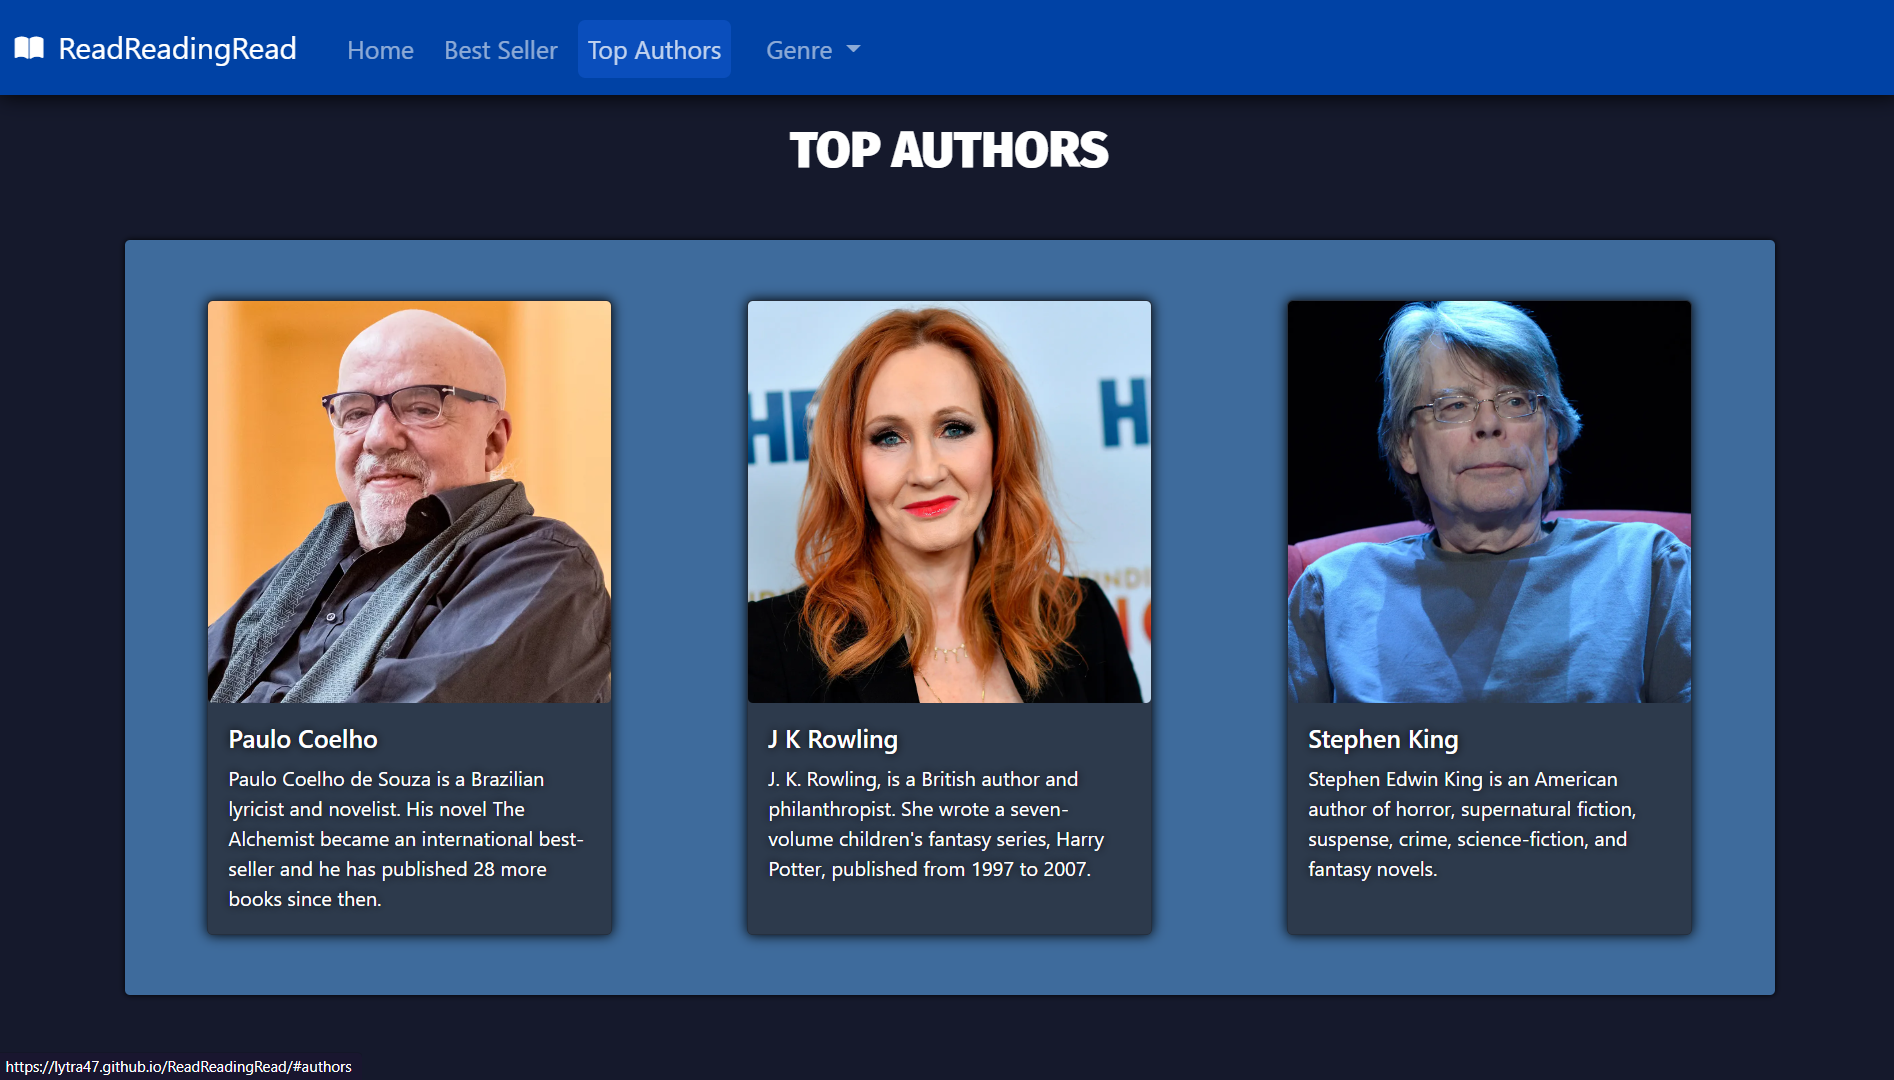 ReadReadingRead
Home
Best Seller
Top Authors
Genre
TOP AUTHORS
Paulo Coelho
Paulo Coelho de Souza is a Brazilian
lyricist and novelist. His novel The
Alchemist became an international best-
seller and he has published 28 more
books since then.
J K Rowling
J. K. Rowling, is a British author and
philanthropist. She wrote a seven-
volume children's fantasy series, Harry
Potter, published from 1997 to 2007.
Stephen King
Stephen Edwin King is an American
author of horror, supernatural fiction,
suspense, crime, science-fiction, and
fantasy novels.
https://lytra47.github.io/ReadReadingRead/#authors